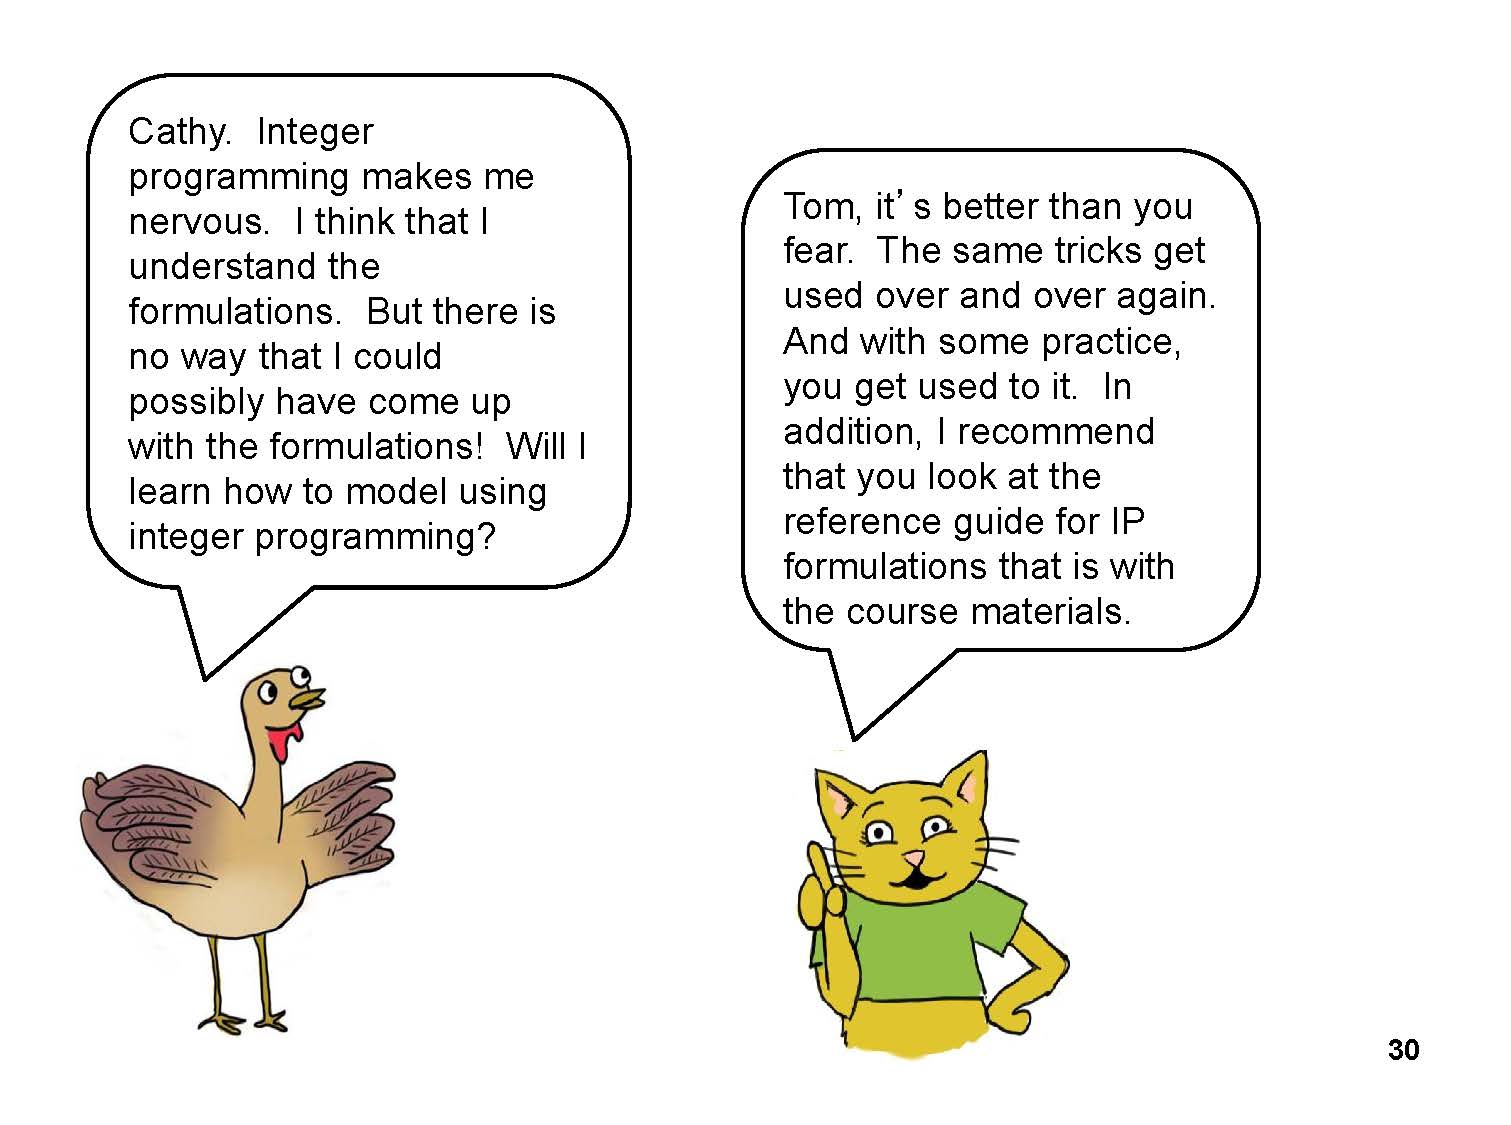 Cathy.  Integer
programming makes me
nervous.  I think that I
understand the
formulations.  But there is
no way that I could
possibly have come up
with the formulations!  Will I
learn how to model using
integer programming?
Tom, it’s better than you
fear.  The same tricks get
used over and over again.
And with some practice,
you get used to it.  In
addition, I recommend
that you look at the
reference guide for IP
formulations that is with
the course materials.
30